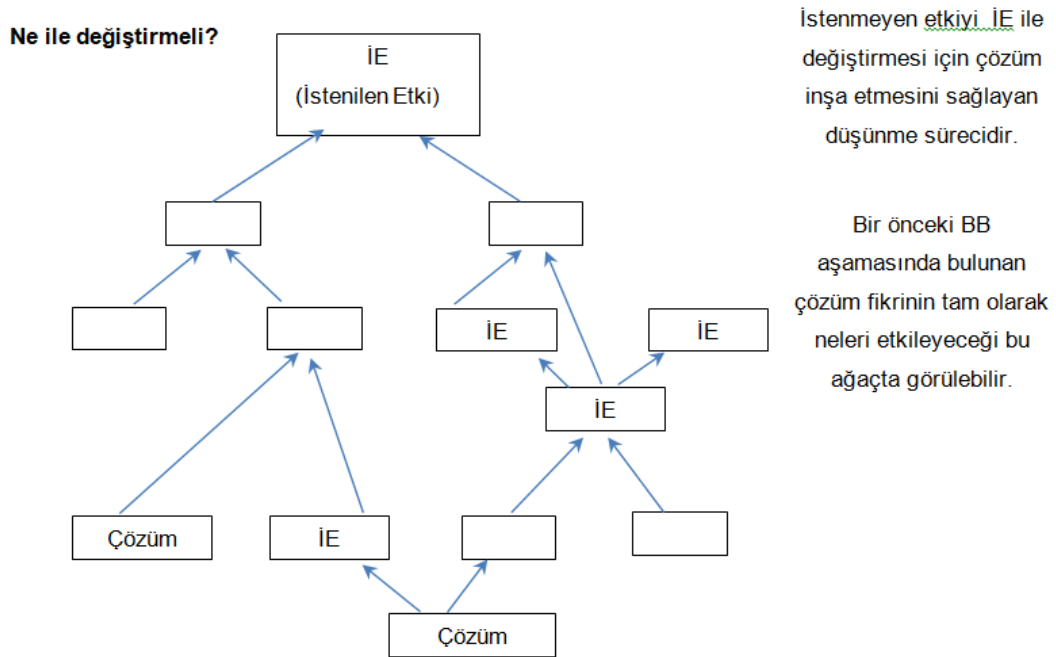 Ne ile değiştirmeli?
İE
(İstenilen Etki)
İstenmeyen etkiyi İE ile
değiştirmesi için çözüm
inşa etmesini sağlayan
düşünme sürecidir.
Bir önceki BB
aşamasında bulunan
çözüm fikrinin tam olarak
neleri etkileyeceği bu
ağaçta görülebilir.
İE
İE
İE
Çözüm
İE
Çözüm